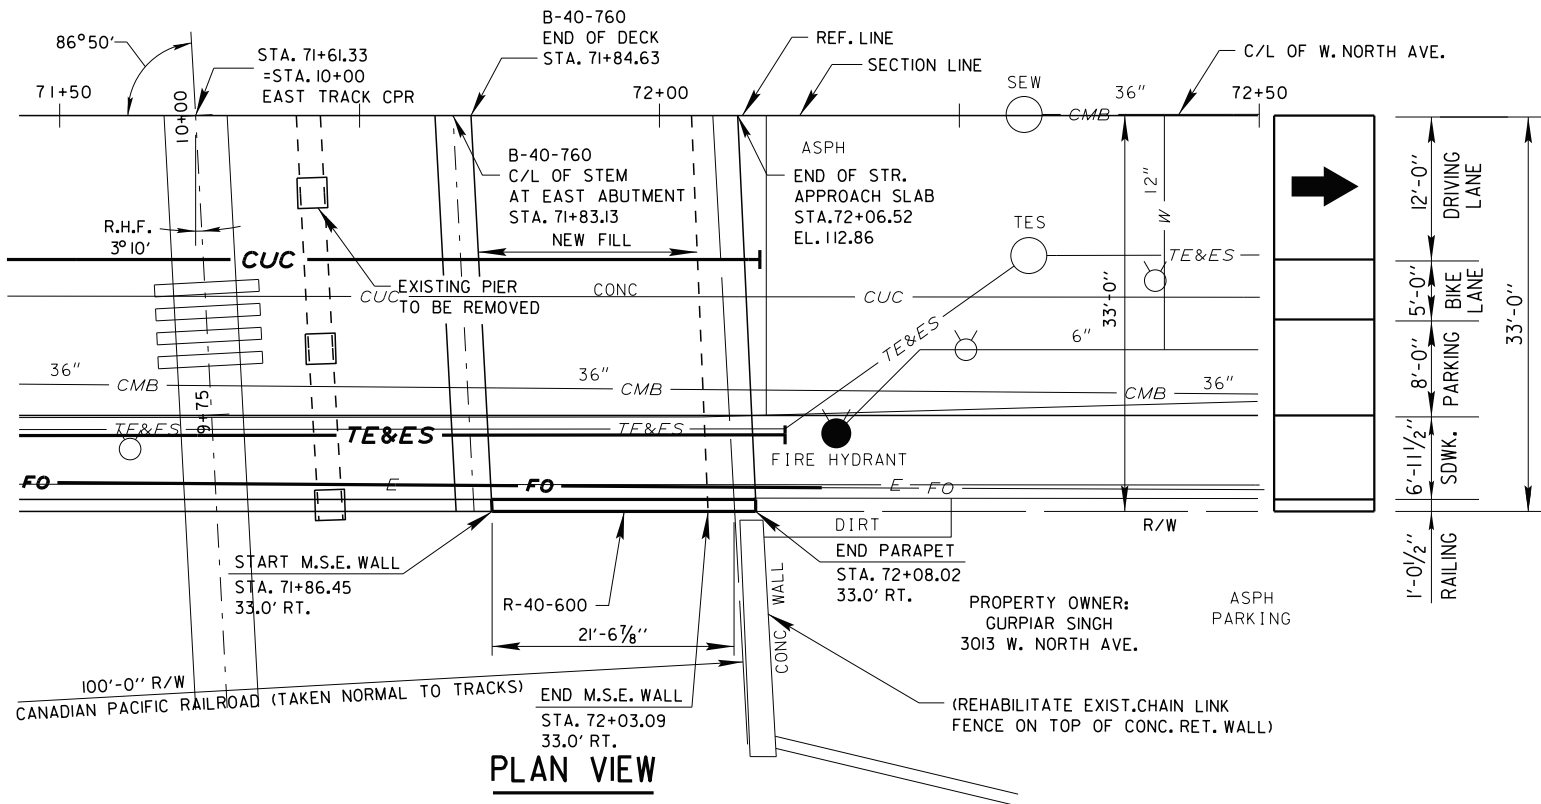 86°50'
71+50
STA. 71+61.33
=STA. 10+00
EAST TRACK CPR
10+00
B-40-760
END OF DECK
STA. 71+84.63
72+00
REF. LINE
SECTION LINE
SEW
36"
CMB
C/L OF W. NORTH AVE.
72+50
B-40-760
C/L OF STEM
AT EAST ABUTMENT
STA. 71+83.13
NEW FILL
ASPH
END OF STR.
APPROACH SLAB
STA. 72+06.52
EL. 112.86
R.H.F.
3°10'
CUC
EXISTING PIER
TO BE REMOVED
CUC
CONC
CUC
TES
TE&ES
TE&ES
12"
W
33'-0"
6"
36"
CMB
36"
CMB
CMB
36"
9+75
TE&ES
TE&ES
TE&ES
FIRE HYDRANT
FO
E
FO
E
FO
DIRT
R/W
START M.S.E. WALL
STA. 71+86.45
33.0' RT.
R-40-600
21'-6 7/8"
END PARAPET
STA. 72+08.02
33.0' RT.
CONC WALL
PROPERTY OWNER:
GURPIAR SINGH
3013 W. NORTH AVE.
ASPH
PARKING
100'-0" R/W
CANADIAN PACIFIC RAILROAD (TAKEN NORMAL TO TRACKS)
END M.S.E. WALL
STA. 72+03.09
33.0' RT.
(REHABILITATE EXIST.CHAIN LINK
FENCE ON TOP OF CONC. RET. WALL)
12'-0"
DRIVING
LANE
5'-0"
BIKE
LANE
8'-0"
PARKING
6'-11 1/2"
SDWK.
1'-0 1/2"
RAILING
33'-0"
PLAN VIEW